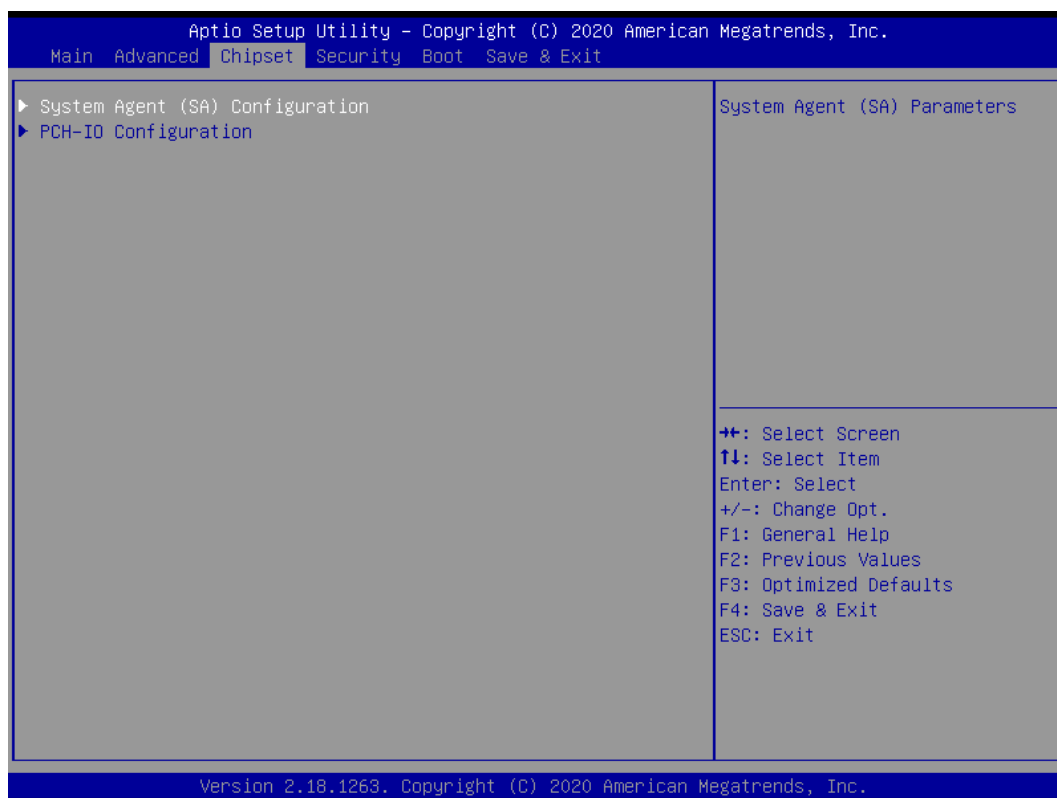 Aptio Setup Utility – Copyright (C) 2020 American Megatrends, Inc.
Main Advanced Chipset Security Boot Save & Exit
▶ System Agent (SA) Configuration
▶ PCH-IO Configuration
System Agent (SA) Parameters
→←: Select Screen
↑↓: Select Item
Enter: Select
+/-: Change Opt.
F1: General Help
F2: Previous Values
F3: Optimized Defaults
F4: Save & Exit
ESC: Exit
Version 2.18.1263. Copyright (C) 2020 American Megatrends, Inc.